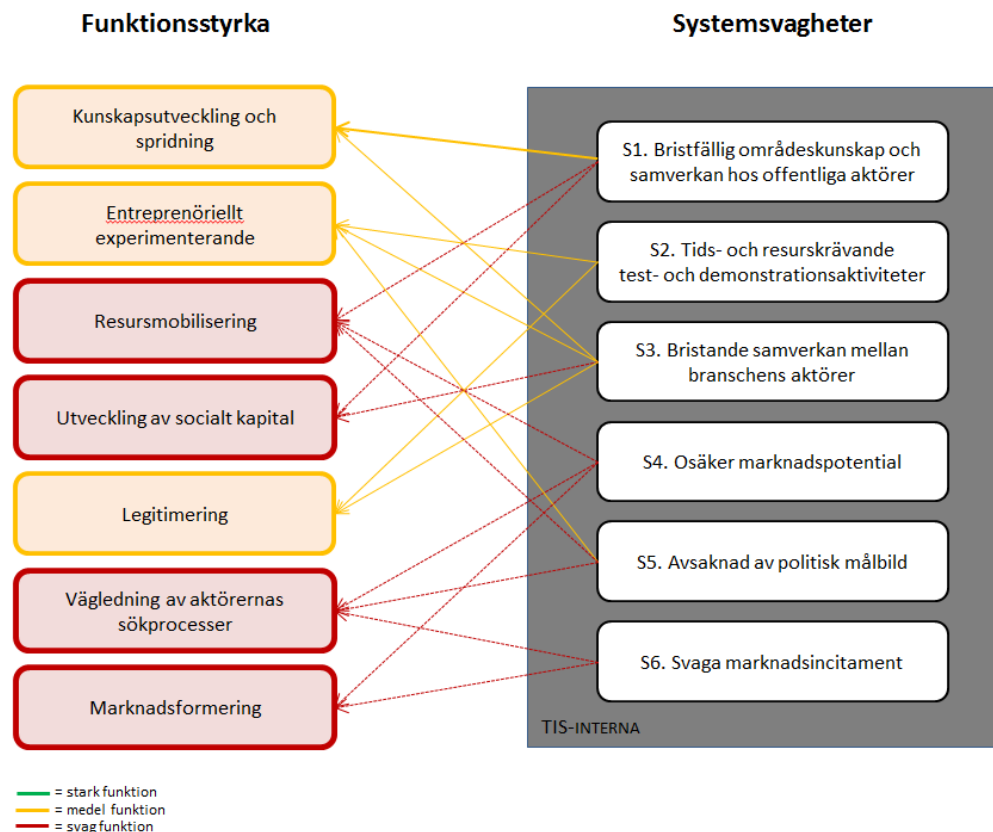 Funktionsstyrka
Systemsvagheter
Kunskapsutveckling och
spridning
Entreprenöriellt
experimenterande
Resursmobilisering
Utveckling av socialt kapital
Legitimering
Vägledning av aktörernas
sökprocesser
Marknadsformering
S1. Bristfällig områdeskunskap och
samverkan hos offentliga aktörer
S2. Tids- och resurskrävande
test- och demonstrationsaktiviteter
S3. Bristande samverkan mellan
branschens aktörer
S4. Osäker marknadspotential
S5. Avsaknad av politisk målbild
S6. Svaga marknadsincitament
TIS-INTERNA
= stark funktion
= medel funktion
= svag funktion